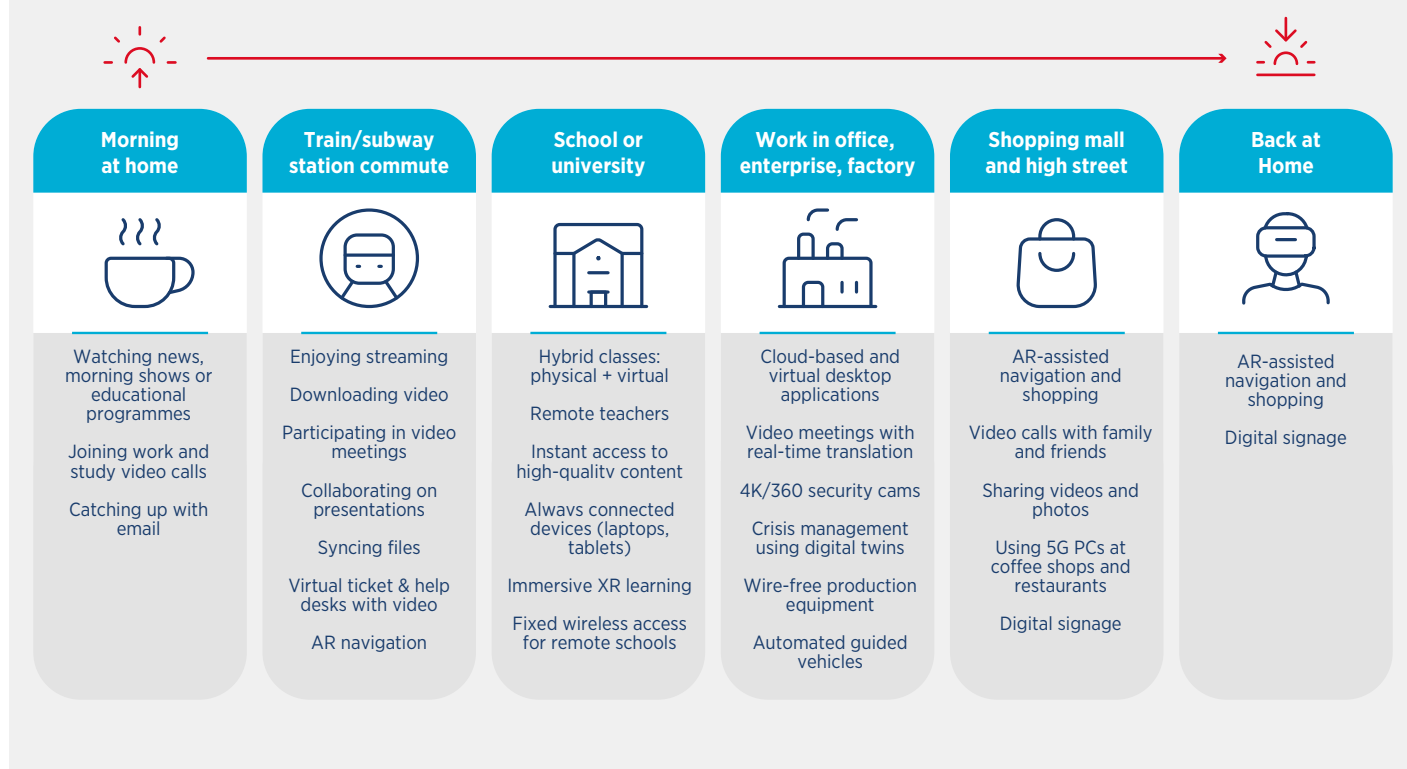 Morning
at home
Train/subway
station commute
School or
university
Work in office,
enterprise, factory
Shopping mall
and high street
Back at
Home
Watching news,
morning shows or
educational
programmes
Joining work and
study video calls
Catching up with
email
Enjoying streaming
Downloading video
Participating in video
meetings
Collaborating on
presentations
Syncing files
Virtual ticket & help
desks with video
AR navigation
Hybrid classes:
physical + virtual
Remote teachers
Instant access to
high-quality content
Always connected
devices (laptops,
tablets)
Immersive XR learning
Fixed wireless access
for remote schools
Cloud-based and
virtual desktop
applications
Video meetings with
real-time translation
4K/360 security cams
Crisis management
using digital twins
Wire-free production
equipment
Automated guided
vehicles
AR-assisted
navigation and
shopping
Video calls with family
and friends
Sharing videos and
photos
Using 5G PCs at
coffee shops and
restaurants
Digital signage
AR-assisted
navigation and
shopping
Digital signage